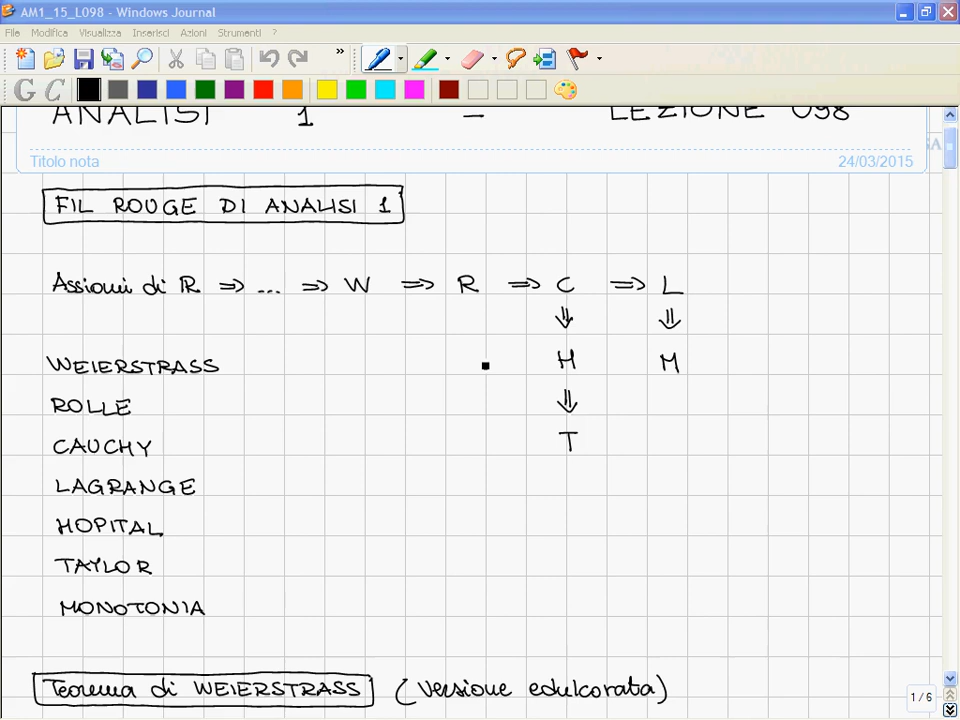 AM1_15_L098 - Windows Journal
File Modifica Visualizza Inserisci Azioni Strumenti ?
»
G C
ANALISI 1 - LEZIONE 098
SA
Titolo nota 24/03/2015
FIL ROUGE DI ANALISI 1
Assiomi di ℝ ⇒ ... ⇒ W ⇒ R ⇒ C ⇒ L
⇓ ⇓
WEIERSTRASS H M
ROLLE ⇓
CAUCHY T
LAGRANGE
HOPITAL
TAYLOR
MONOTONIA
Teorema di WEIERSTRASS (versione edulcorata)
1 / 6